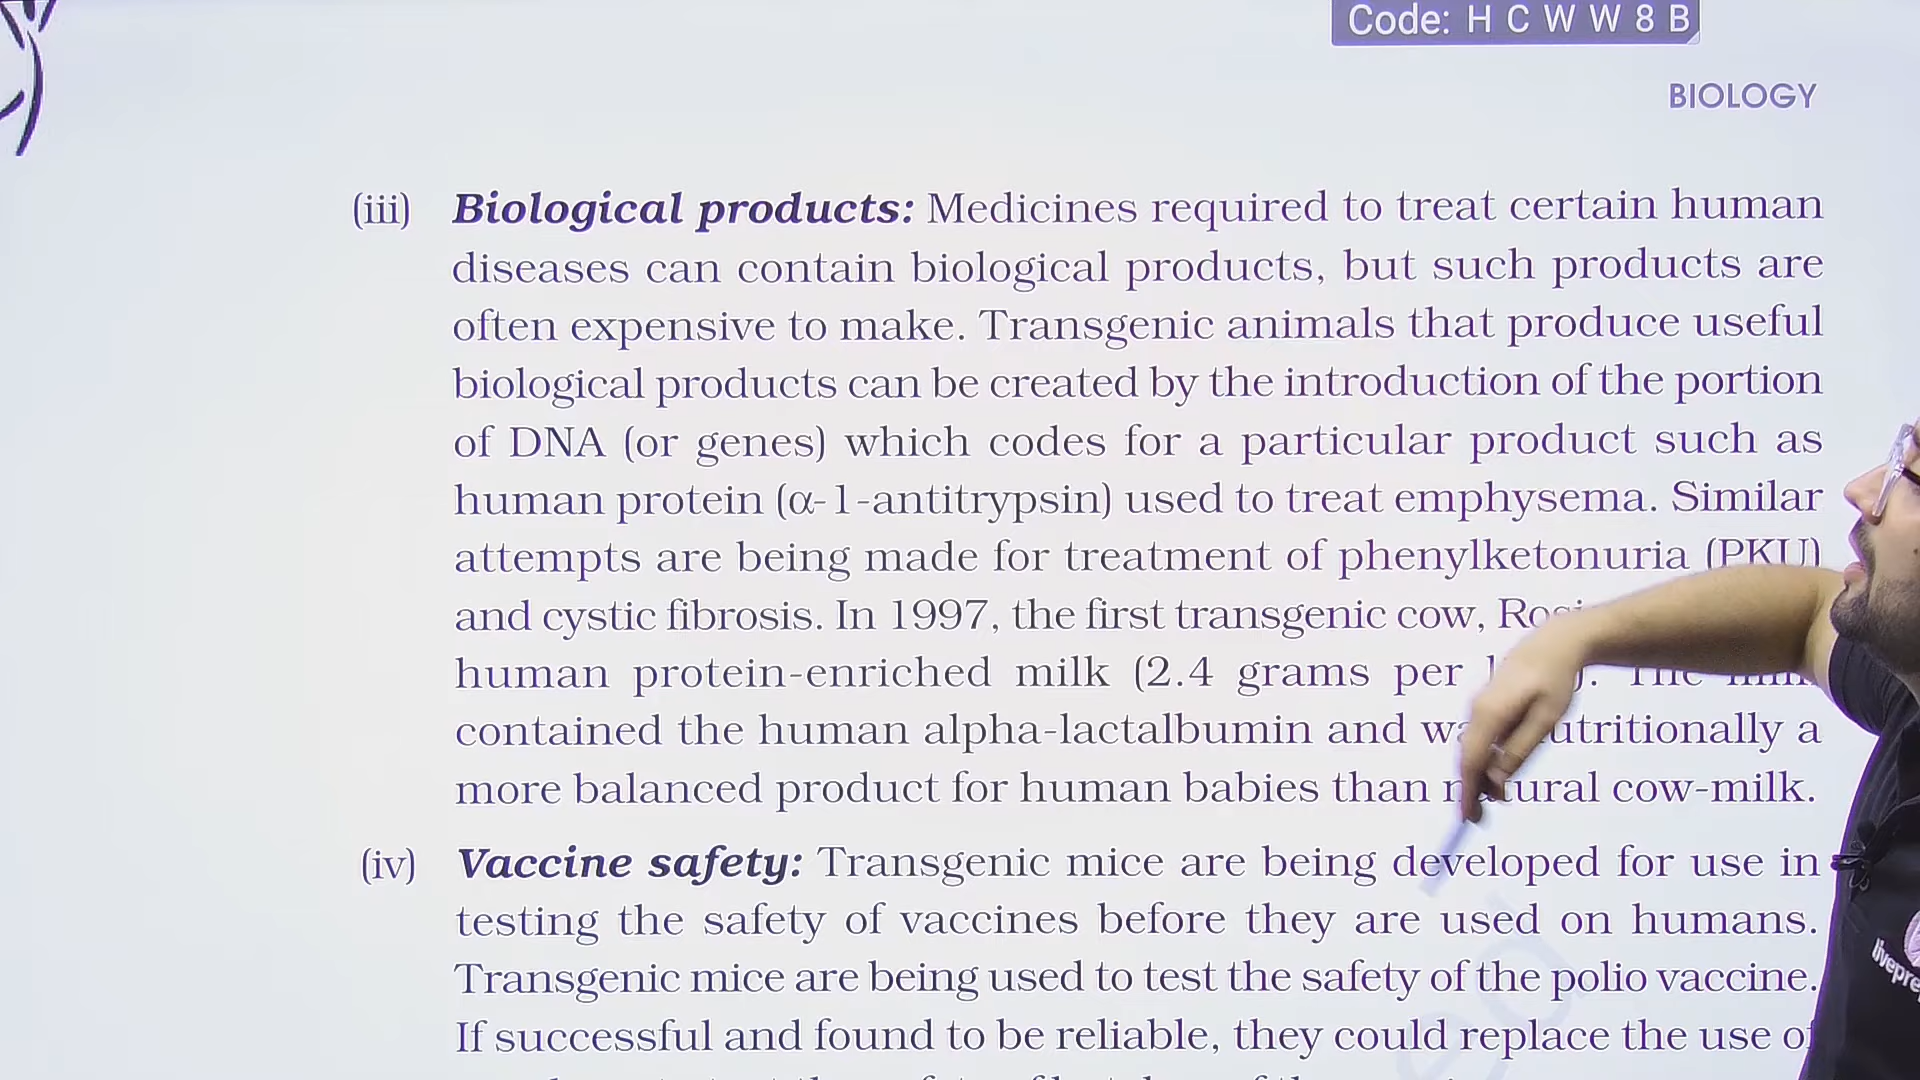 Code: H C W W 8 B
BIOLOGY
(iii) Biological products: Medicines required to treat certain human
diseases can contain biological products, but such products are
often expensive to make. Transgenic animals that produce useful
biological products can be created by the introduction of the portion
of DNA (or genes) which codes for a particular product such as
human protein (α-1-antitrypsin) used to treat emphysema. Similar
attempts are being made for treatment of phenylketonuria (PKU)
and cystic fibrosis. In 1997, the first transgenic cow,
human protein-enriched milk (2.4 grams per
contained the human alpha-lactalbumin and nutritionally a
more balanced product for human babies than natural cow-milk.
(iv) Vaccine safety: Transgenic mice are being developed for use in
testing the safety of vaccines before they are used on humans.
Transgenic mice are being used to test the safety of the polio vaccine.
If successful and found to be reliable, they could replace the use of